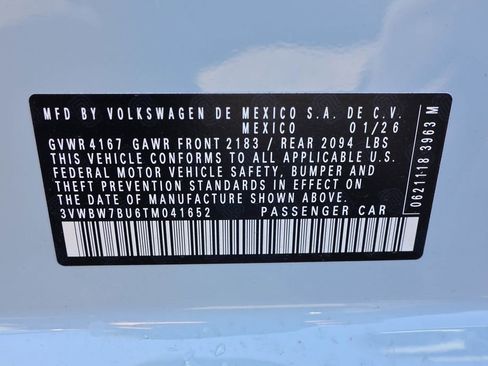 MFD BY VOLKSWAGEN DE MEXICO S.A. DE C.V.
MEXICO 01/26
GVWR 4167 GAWR FRONT 2183 / REAR 2094 LBS
THIS VEHICLE CONFORMS TO ALL APPLICABLE
FEDERAL MOTOR VEHICLE SAFETY, BUMPER AND
THEFT PREVENTION STANDARDS IN EFFECT ON
THE DATE OF MANUFACTURE SHOWN ABOVE.
3VWBW7BU6TM041652 PASSENGER CAR
0621118 3963 M